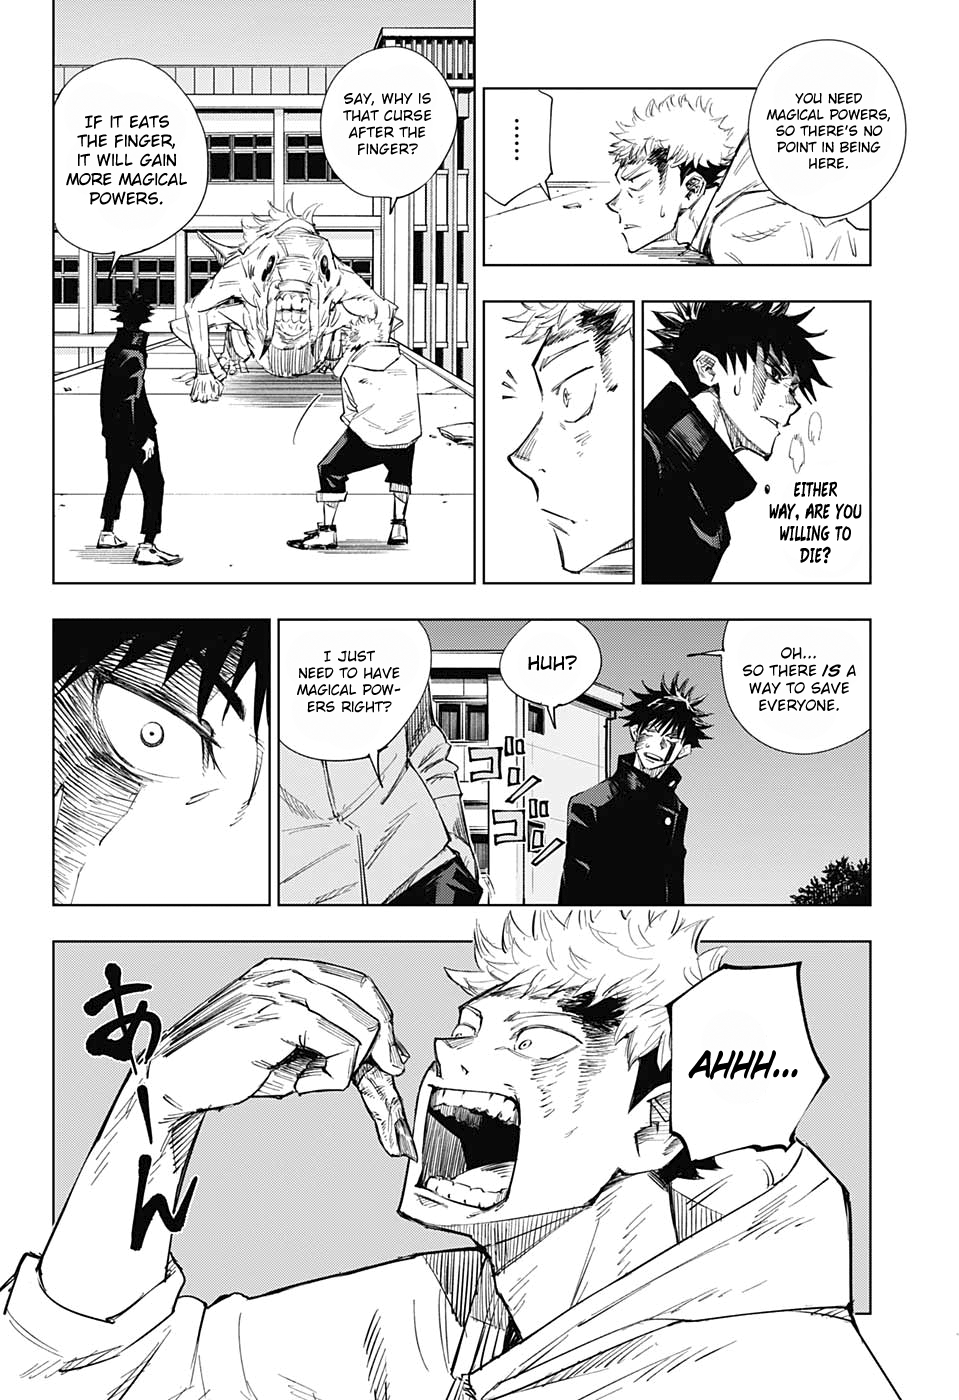 YOU NEED
MAGICAL POWERS,
SO THERE'S NO
POINT IN BEING
HERE.
......
SAY, WHY IS
THAT CURSE
AFTER THE
FINGER?
IF IT EATS
THE FINGER,
IT WILL GAIN
MORE MAGICAL
POWERS.
EITHER
WAY, ARE YOU
WILLING TO
DIE?
OH...
SO THERE IS A
WAY TO SAVE
EVERYONE.
HUH?
ゴソ
ゴソ
I JUST
NEED TO HAVE
MAGICAL POW-
ERS RIGHT?
AHHH...
あーん